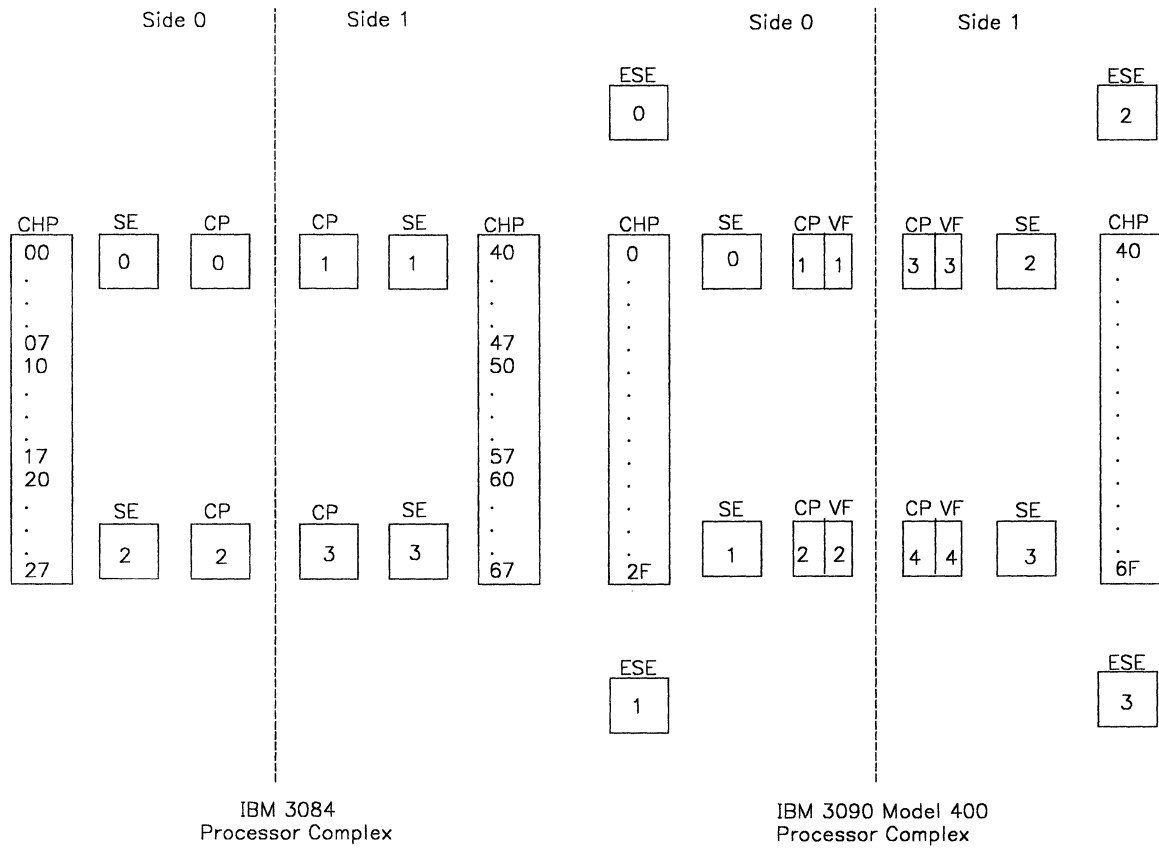 Side 0 Side 1
CHP SE CP CP SE CHP
00 0 0 1 1 40
.
.
.
07 47
10 50
.
.
.
17 57
20 60
SE CP CP SE
. 2 2 3 3 .
.
.
27 67
IBM 3084
Processor Complex
Side 0 Side 1
ESE ESE
0 2
CHP SE CP VF CP VF SE CHP
0 0 1 1 3 3 2 40
.
.
.
.
.
.
.
.
.
.
.
.
SE CP VF CP VF SE
1 2 2 4 4 3
2F 6F
ESE ESE
1 3
IBM 3090 Model 400
Processor Complex